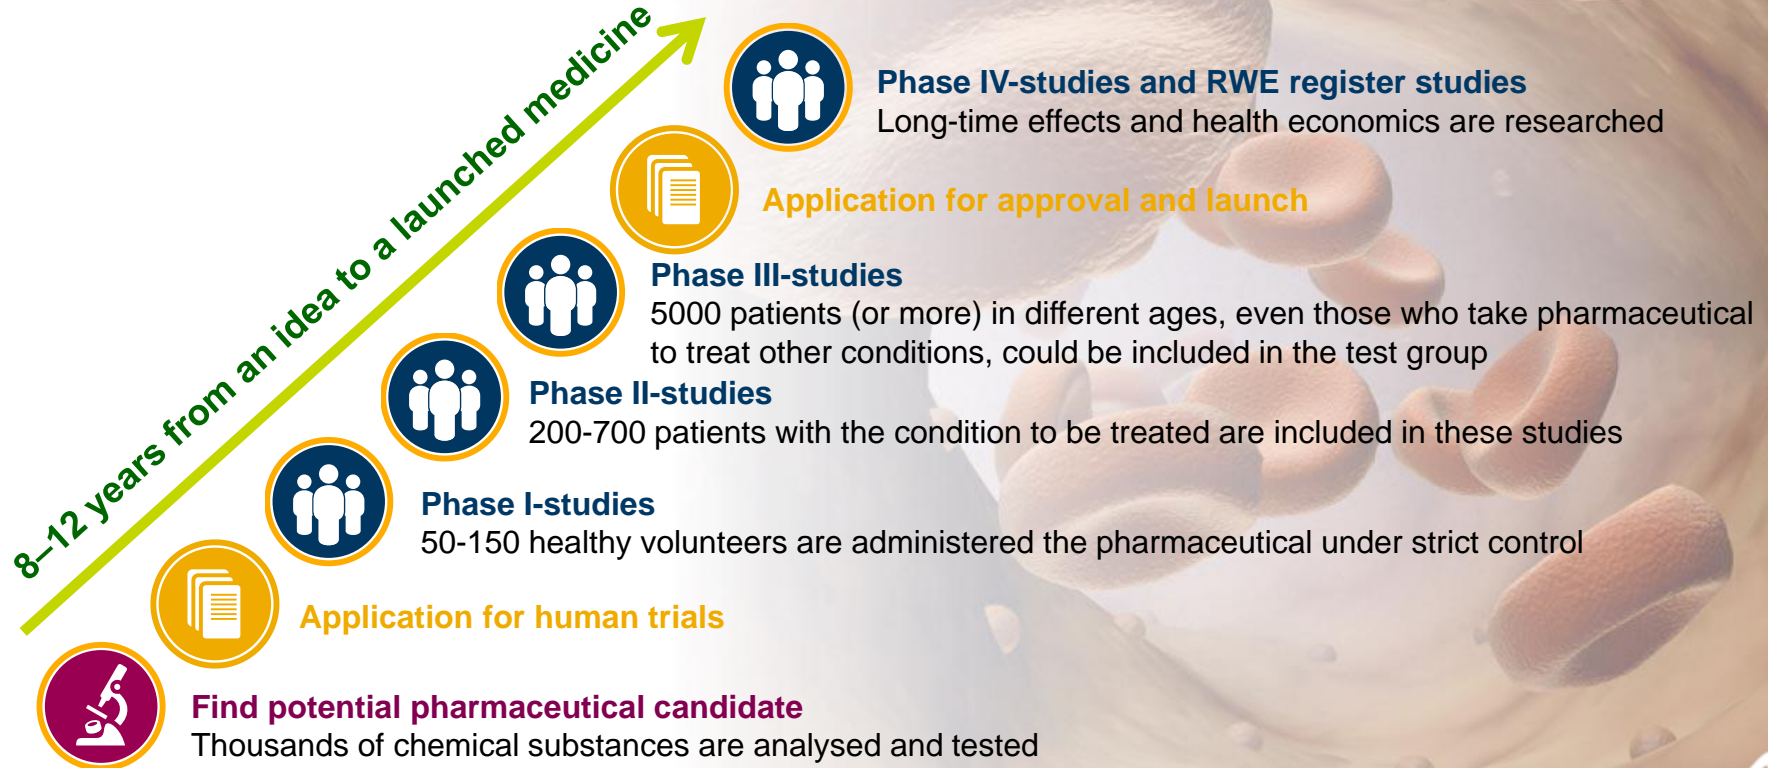 8–12 years from an idea to a launched medicine
Phase IV-studies and RWE register studies
Long-time effects and health economics are researched
Application for approval and launch
Phase III-studies
5000 patients (or more) in different ages, even those who take pharmaceutical
to treat other conditions, could be included in the test group
Phase II-studies
200-700 patients with the condition to be treated are included in these studies
Phase I-studies
50-150 healthy volunteers are administered the pharmaceutical under strict control
Application for human trials
Find potential pharmaceutical candidate
Thousands of chemical substances are analysed and tested